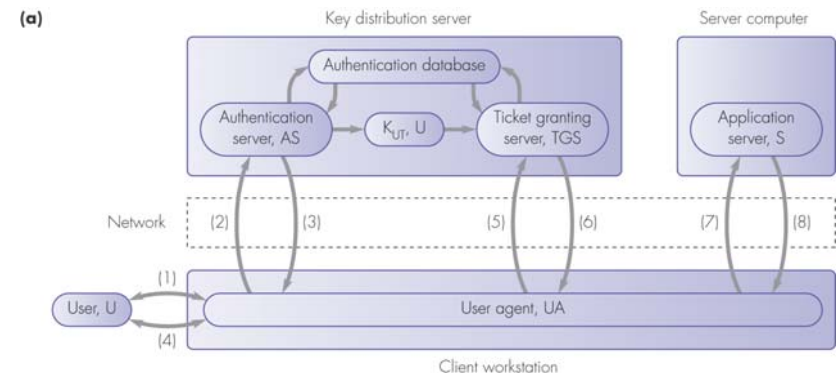 (a)
Key distribution server
Server computer
Authentication database
Authentication
server, AS
K_UT, U
Ticket granting
server, TGS
Application
server, S
Network
(2)
(3)
(5)
(6)
(7)
(8)
(1)
User, U
User agent, UA
(4)
Client workstation